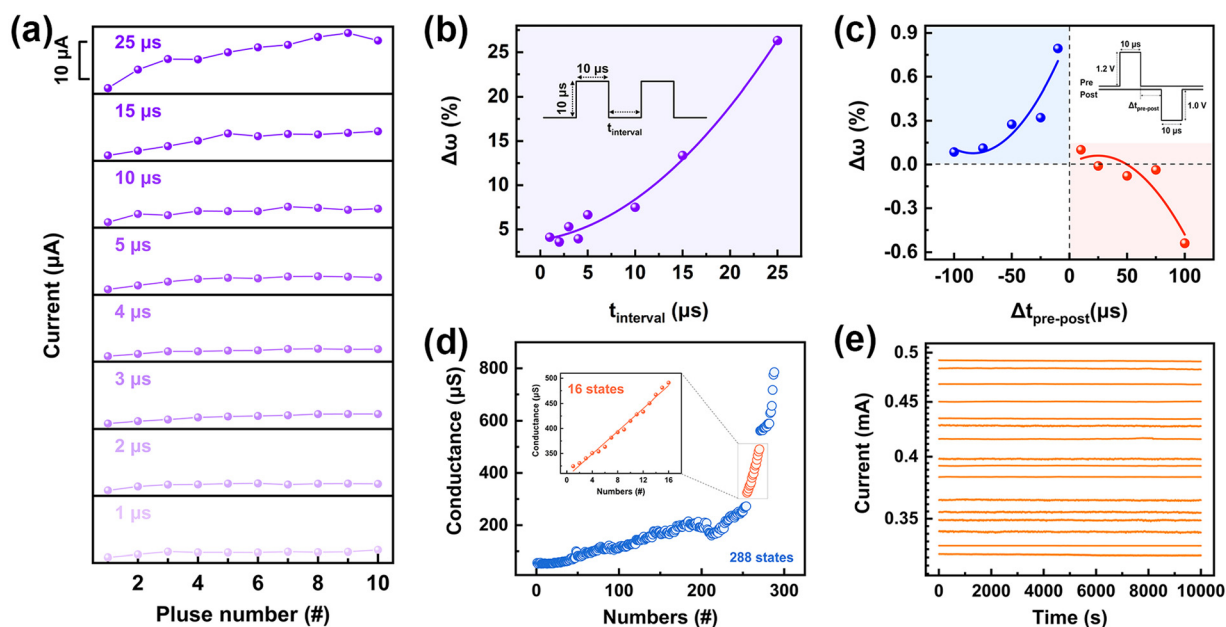 (a)
10 µA
25 µs
15 µs
10 µs
5 µs
4 µs
3 µs
2 µs
1 µs
Current (µA)
2 4 6 8 10
Pluse number (#)
(b)
25
20
15
10
5
Δω (%)
10 µs
10 µs
t_interval
0 5 10 15 20 25
t_interval (µs)
(c)
0.9
0.6
0.3
0.0
-0.3
-0.6
Δω (%)
10 µs
1.2 V
Pre
Post
Δt_pre-post
1.0 V
10 µs
-100 -50 0 50 100
Δt_pre-post(µs)
(d)
800
600
400
200
Conductance (µS)
500
450
400
350
Conductance (µS)
16 states
0 2 4 6 8 10 12 14 16
Numbers (#)
288 states
0 100 200 300
Numbers (#)
(e)
0.5
0.45
0.4
0.35
Current (mA)
0 2000 4000 6000 8000 10000
Time (s)